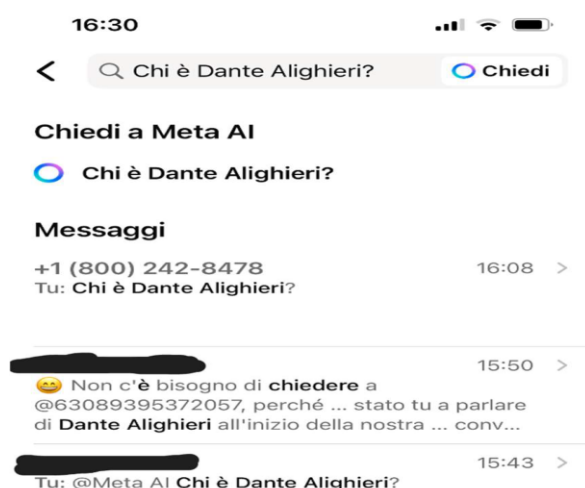 16:30
Chi è Dante Alighieri?
Chiedi
Chiedi a Meta AI
Chi è Dante Alighieri?
Messaggi
+1 (800) 242-8478
16:08
Tu: Chi è Dante Alighieri?
15:50
😄 Non c'è bisogno di chiedere a
@63089395372057, perché ... stato tu a parlare
di Dante Alighieri all'inizio della nostra ... conv...
15:43
Tu: @Meta AI Chi è Dante Alighieri?